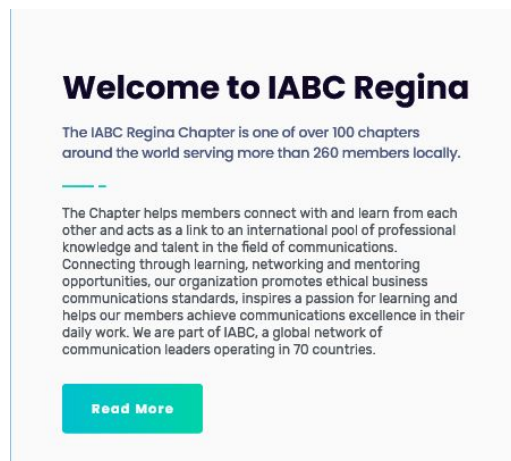 Welcome to IABC Regina
The IABC Regina Chapter is one of over 100 chapters
around the world serving more than 260 members locally.
The Chapter helps members connect with and learn from each
other and acts as a link to an international pool of professional
knowledge and talent in the field of communications.
Connecting through learning, networking and mentoring
opportunities, our organization promotes ethical business
communications standards, inspires a passion for learning and
helps our members achieve communications excellence in their
daily work. We are part of IABC, a global network of
communication leaders operating in 70 countries.
Read More